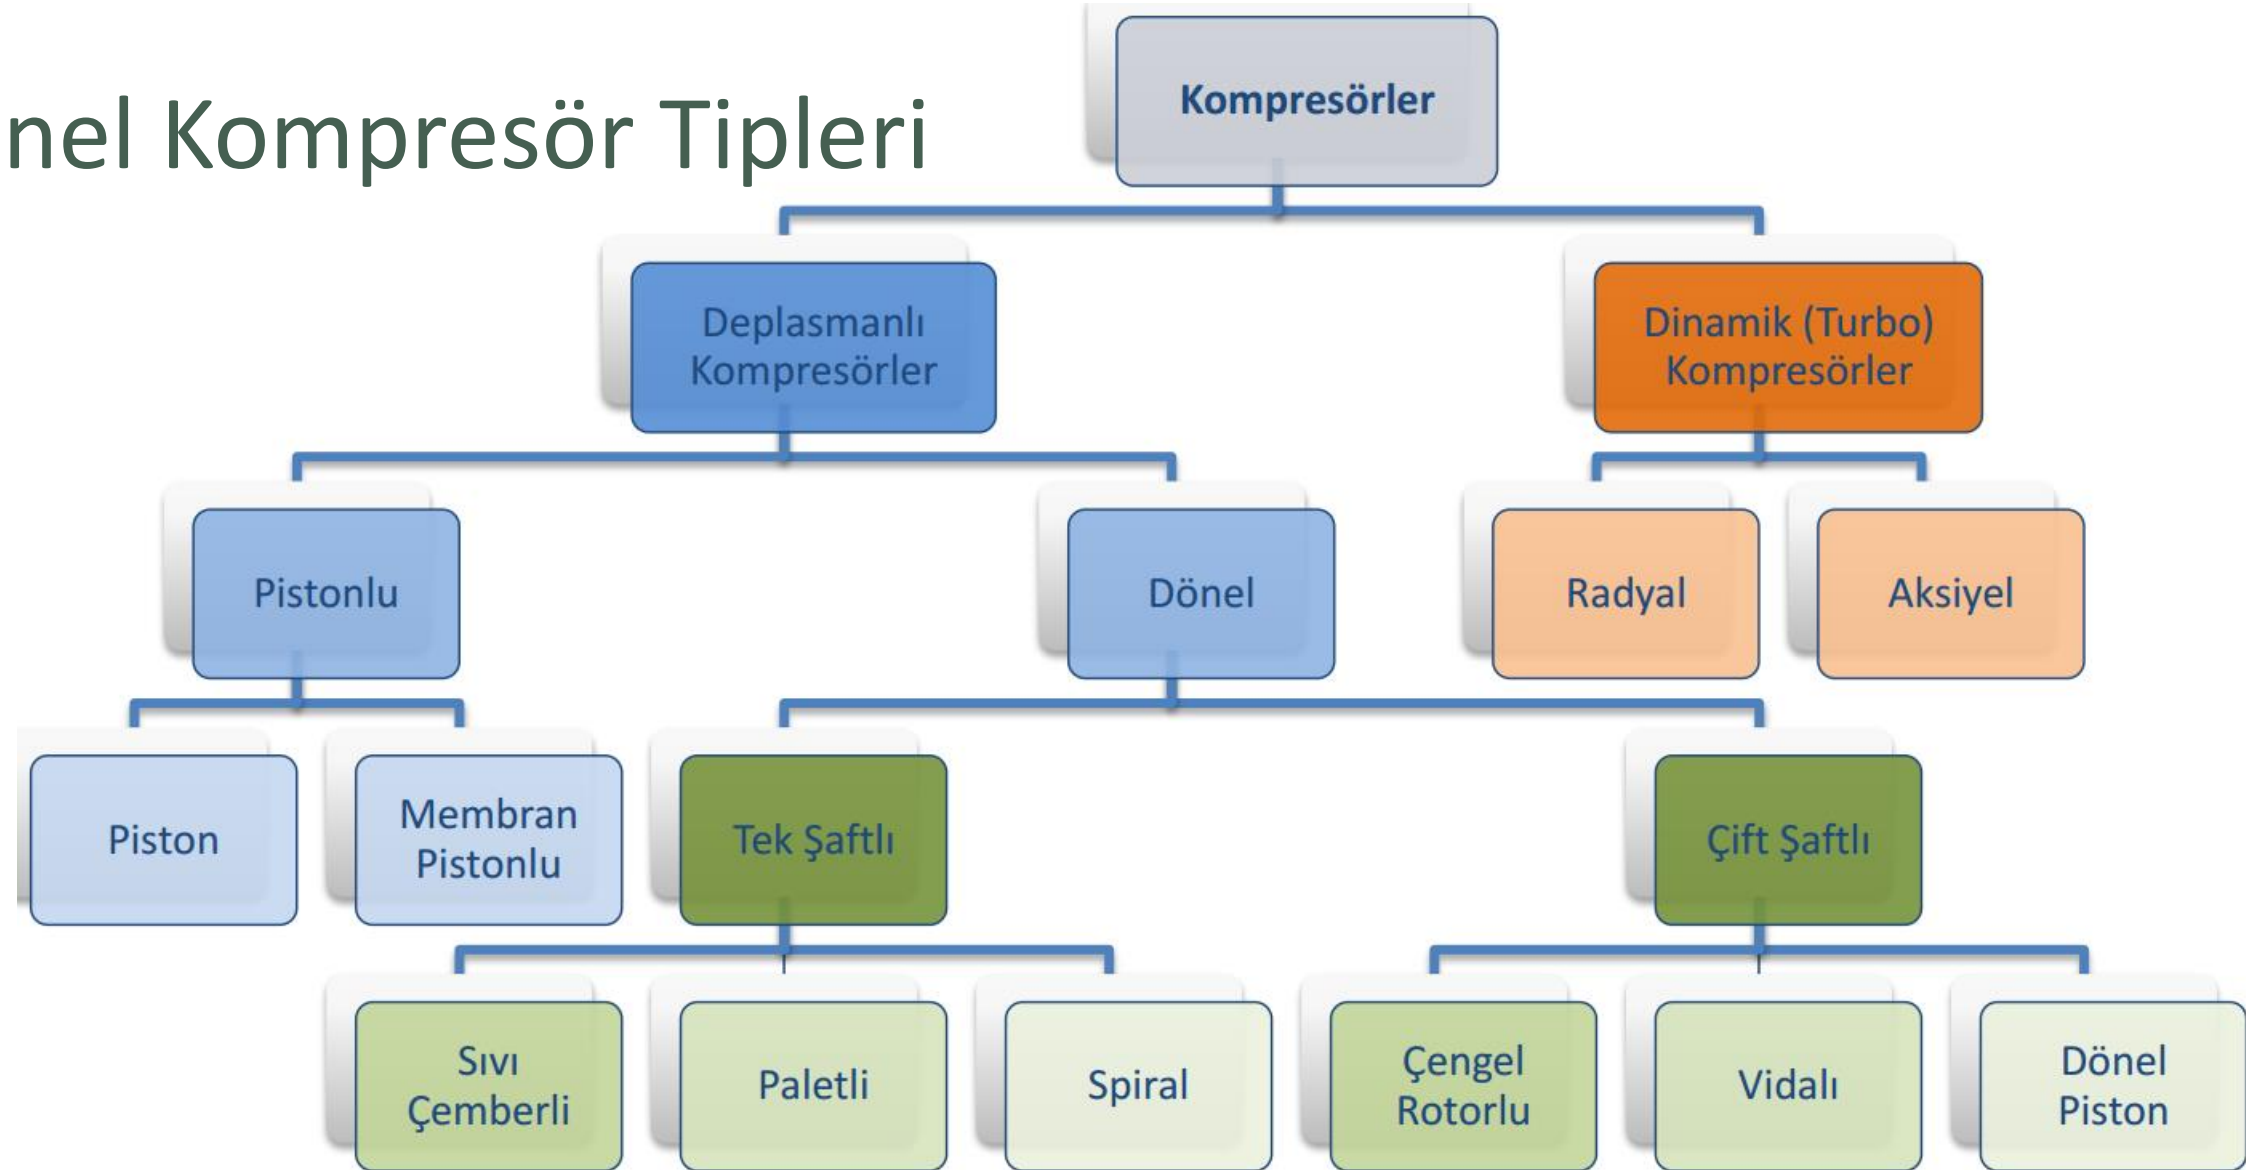 nel Kompresör Tipleri
Kompresörler
Deplasmanlı
Kompresörler
Dinamik (Turbo)
Kompresörler
Pistonlu
Dönel
Radyal
Aksiyel
Piston
Membran
Pistonlu
Tek Şaftlı
Çift Şaftlı
Sıvı
Çemberli
Paletli
Spiral
Çengel
Rotorlu
Vidalı
Dönel
Piston